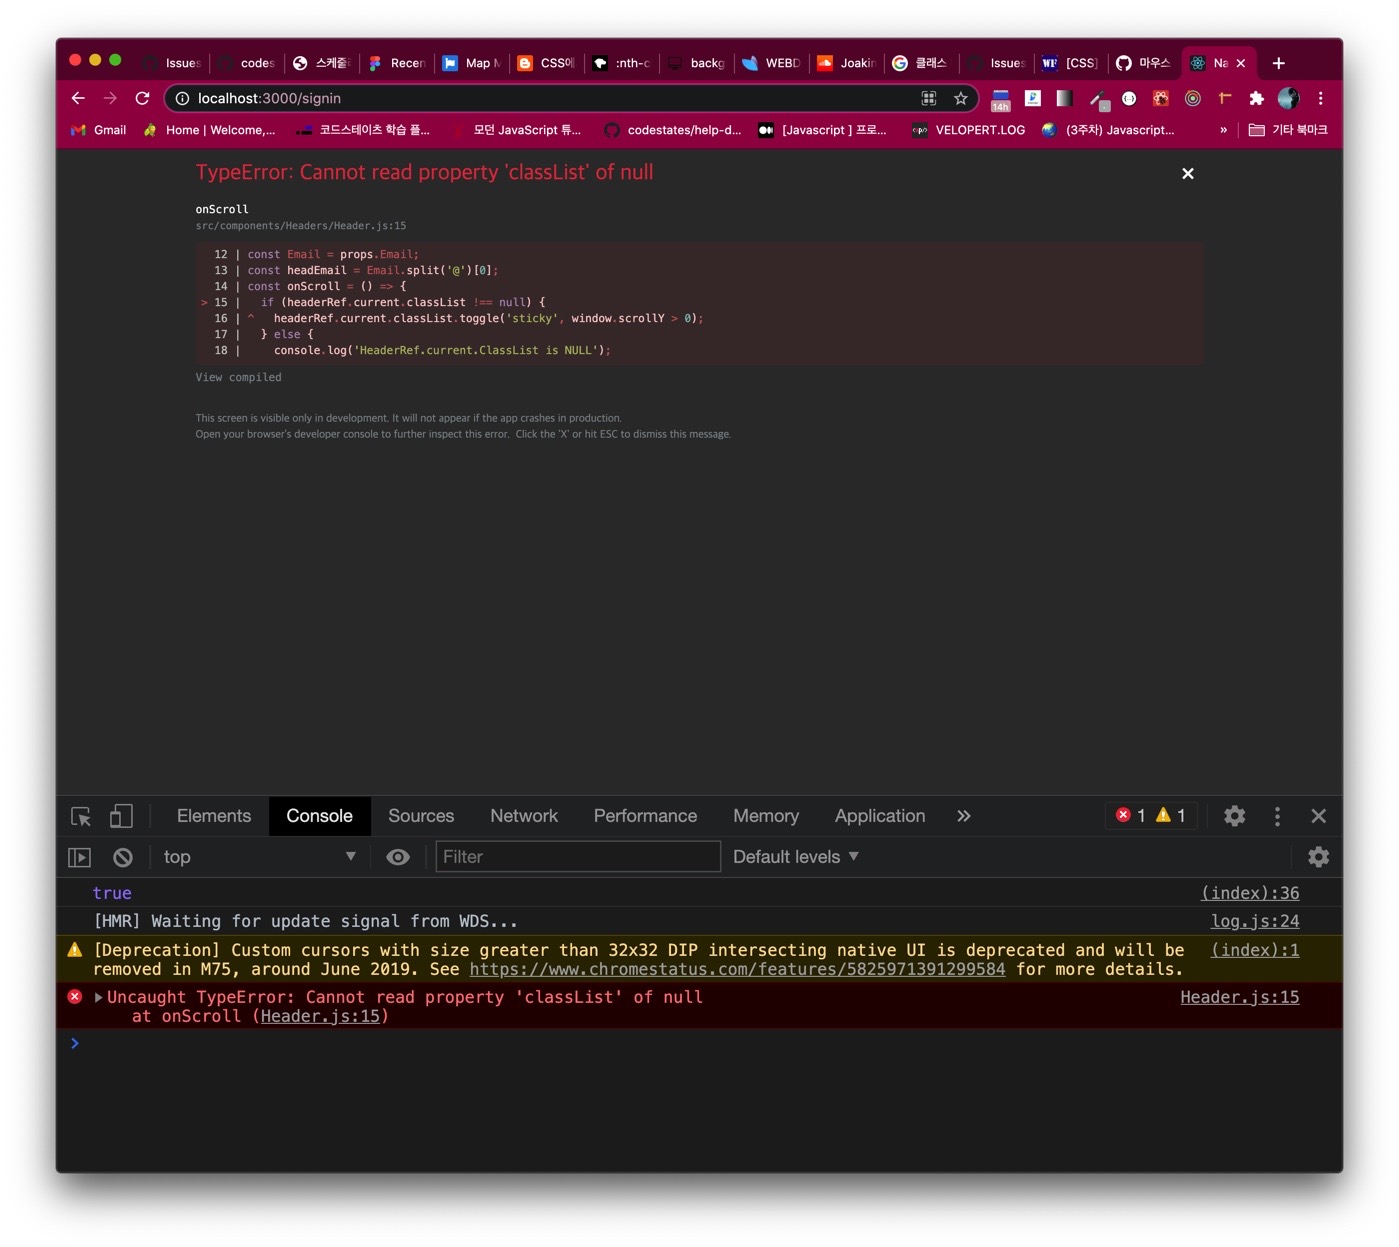 Issues
codes
스케줄
Recen
Map M
CSS에
:nth-c
backg
WEBD
Joakin
클래스
Issues
WF
[CSS]
마우스
Na
localhost:3000/signin
14h
Gmail
Home | Welcome,...
코드스테이츠 학습 플...
모던 JavaScript 튜...
codestates/help-d...
[Javascript ] 프로...
VELOPERT.LOG
(3주차) Javascript...
»
기타 북마크
TypeError: Cannot read property 'classList' of null
onScroll
src/components/Headers/Header.js:15
12 | const Email = props.Email;
13 | const headEmail = Email.split('@')[0];
14 | const onScroll = () => {
> 15 |   if (headerRef.current.classList !== null) {
16 | ^   headerRef.current.classList.toggle('sticky', window.scrollY > 0);
17 |   } else {
18 |     console.log('HeaderRef.current.ClassList is NULL');
View compiled
This screen is visible only in development. It will not appear if the app crashes in production.
Open your browser's developer console to further inspect this error.  Click the 'X' or hit ESC to dismiss this message.
Elements
Console
Sources
Network
Performance
Memory
Application
»
1
1
top
Filter
Default levels
true
(index):36
[HMR] Waiting for update signal from WDS...
log.js:24
[Deprecation] Custom cursors with size greater than 32x32 DIP intersecting native UI is deprecated and will be
(index):1
removed in M75, around June 2019. See https://www.chromestatus.com/features/5825971391299584 for more details.
Uncaught TypeError: Cannot read property 'classList' of null
Header.js:15
at onScroll (Header.js:15)